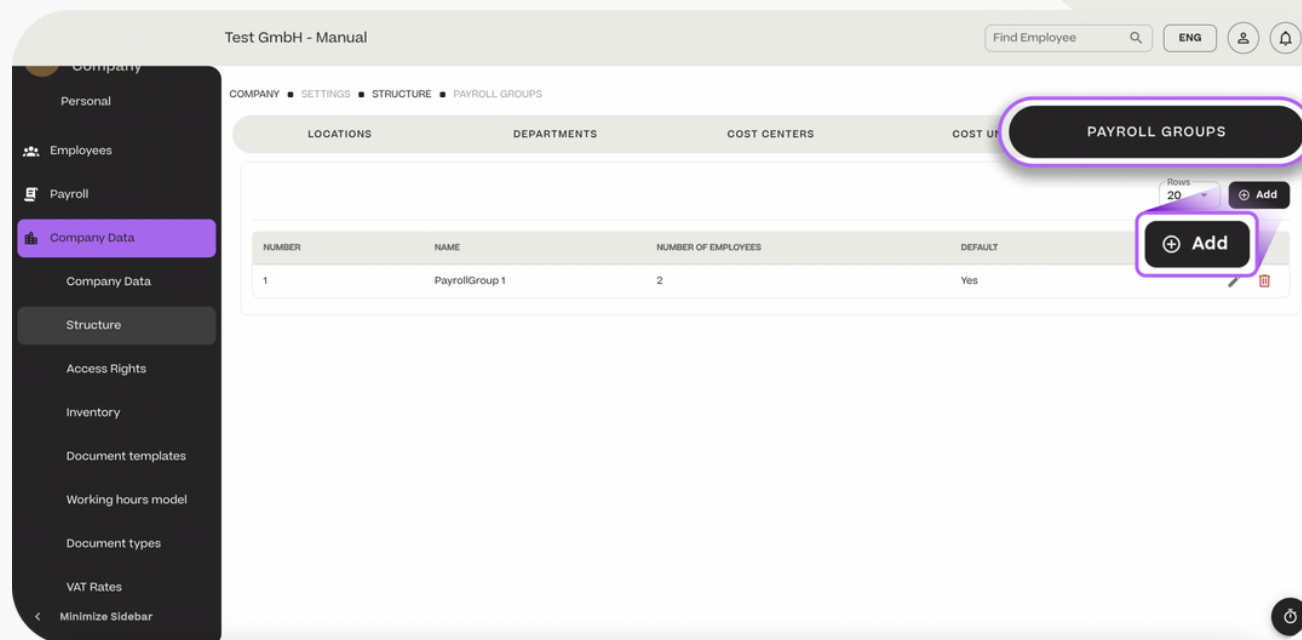 Test GmbH - Manual
Find Employee
ENG
Company
Personal
Employees
Payroll
Company Data
Company Data
Structure
Access Rights
Inventory
Document templates
Working hours model
Document types
VAT Rates
Minimize Sidebar
COMPANY ■ SETTINGS ■ STRUCTURE ■ PAYROLL GROUPS
LOCATIONS DEPARTMENTS COST CENTERS COST PAYROLL GROUPS
Rows
20
Add
Add
NUMBER NAME NUMBER OF EMPLOYEES DEFAULT
1 PayrollGroup 1 2 Yes